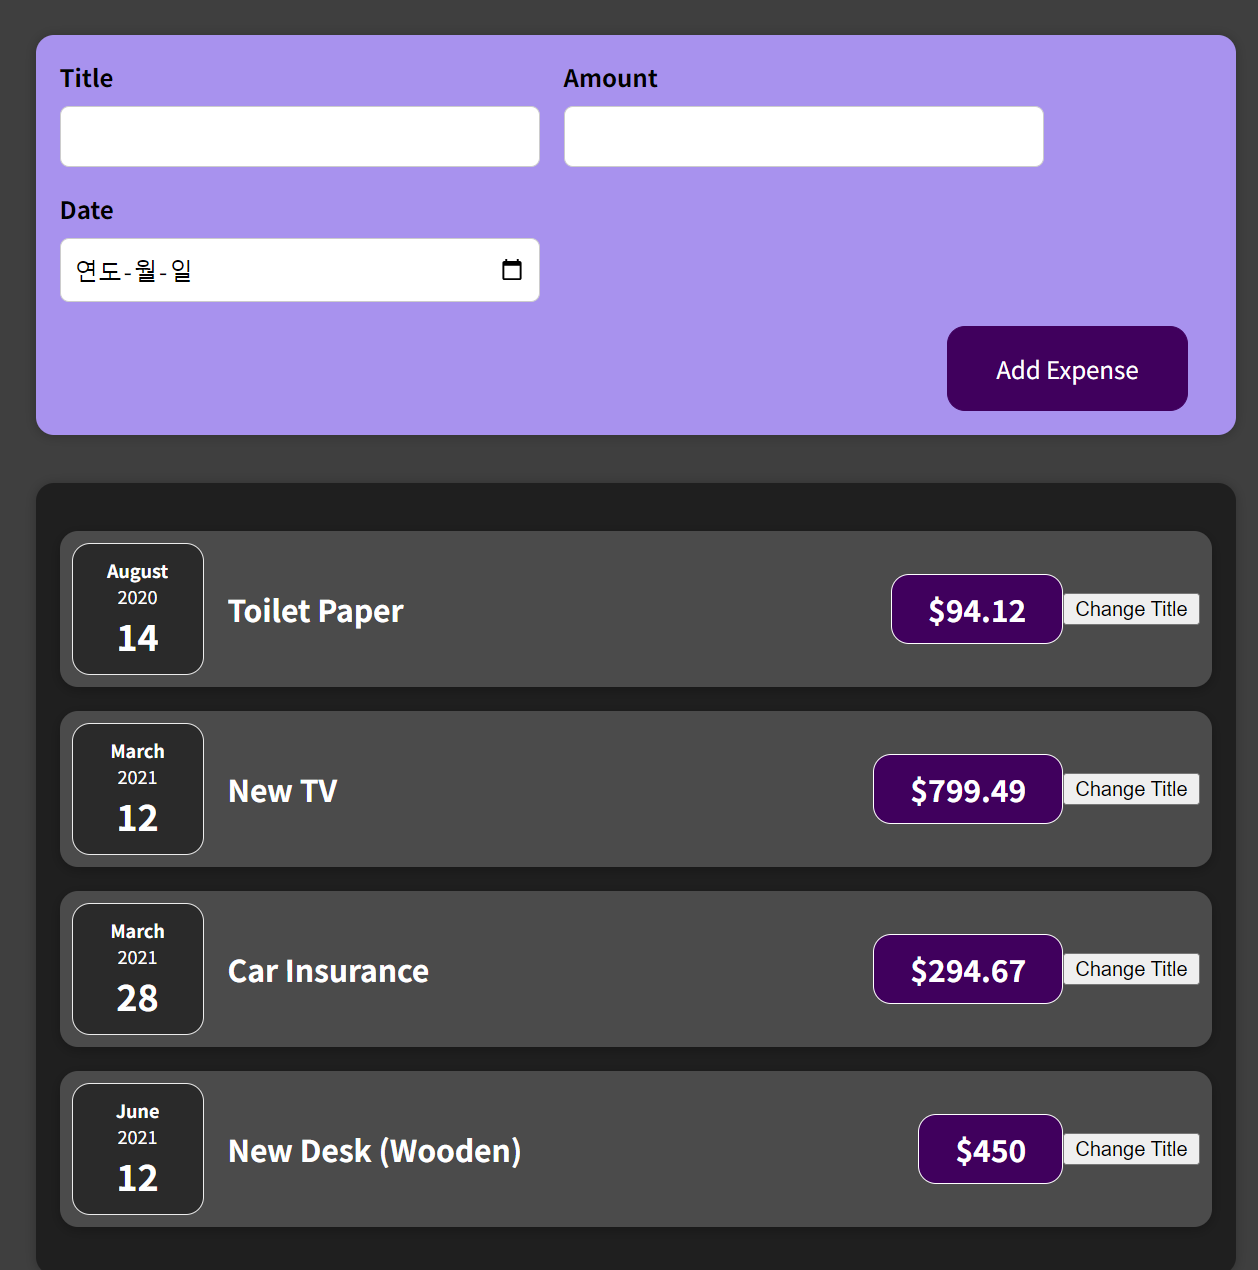 Title
Amount
Date
연도-월-일
Add Expense
August
2020
14
Toilet Paper
$94.12
Change Title
March
2021
12
New TV
$799.49
Change Title
March
2021
28
Car Insurance
$294.67
Change Title
June
2021
12
New Desk (Wooden)
$450
Change Title